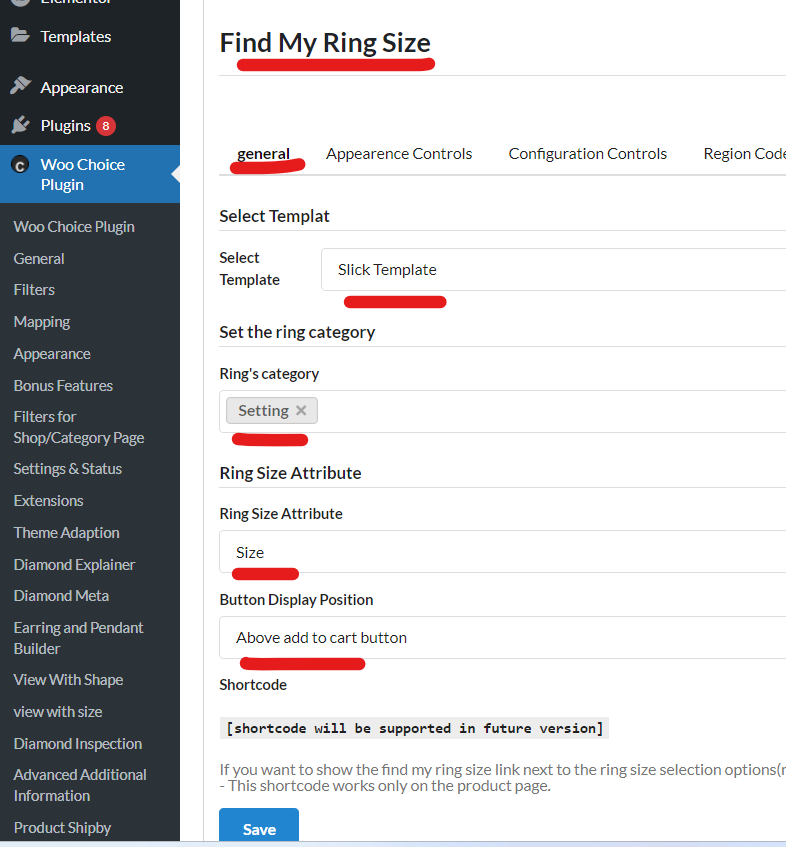 Elementor
Templates
Appearance
Plugins 8
Woo Choice
Plugin
Woo Choice Plugin
General
Filters
Mapping
Appearance
Bonus Features
Filters for
Shop/Category Page
Settings & Status
Extensions
Theme Adaption
Diamond Explainer
Diamond Meta
Earring and Pendant
Builder
View With Shape
view with size
Diamond Inspection
Advanced Additional
Information
Product Shipby
Find My Ring Size
general Appearence Controls Configuration Controls Region Code
Select Templat
Select
Template
Slick Template
Set the ring category
Ring's category
Setting ×
Ring Size Attribute
Ring Size Attribute
Size
Button Display Position
Above add to cart button
Shortcode
[shortcode will be supported in future version]
If you want to show the find my ring size link next to the ring size selection options(r
- This shortcode works only on the product page.
Save